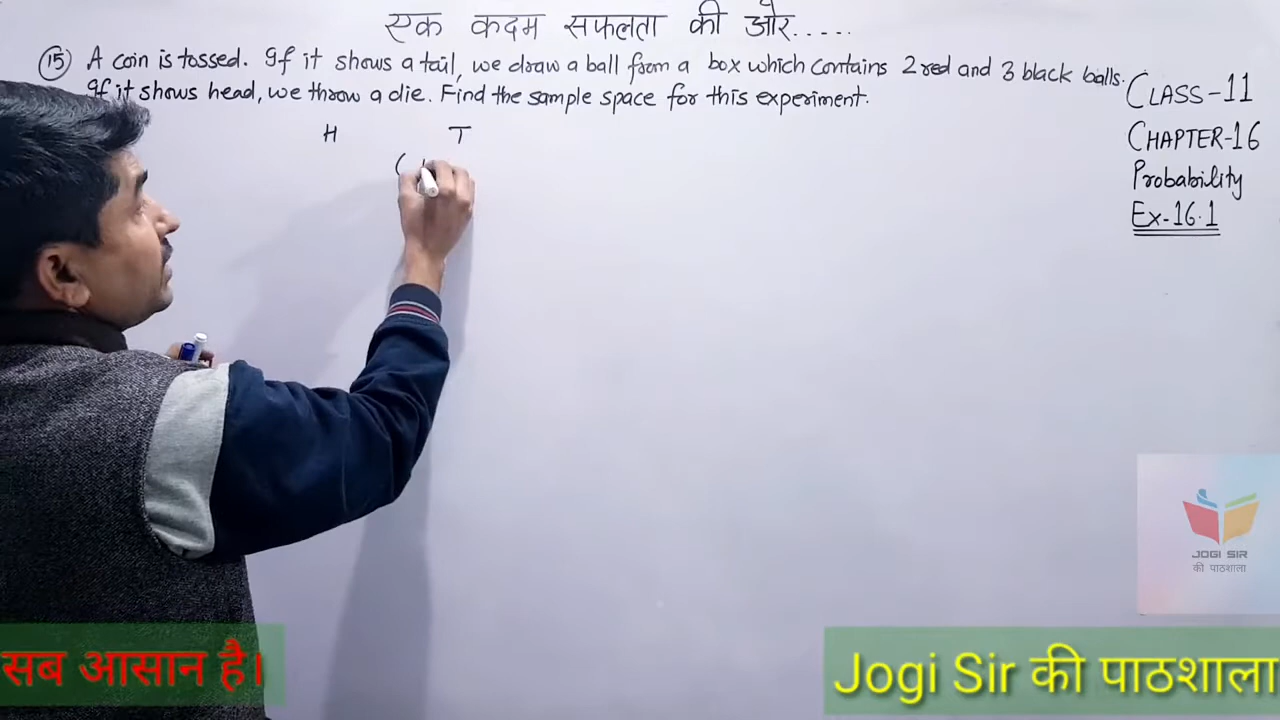 एक कदम सफलता की ओर.....
(15) A coin is tossed. If it shows a tail, we draw a ball from a box which contains 2 red and 3 black balls.
If it shows head, we throw a die. Find the sample space for this experiment.
H T
(
CLASS-11
CHAPTER-16
Probability
Ex-16.1
JOGI SIR
की पाठशाला
सब आसान है।
Jogi Sir की पाठशाला